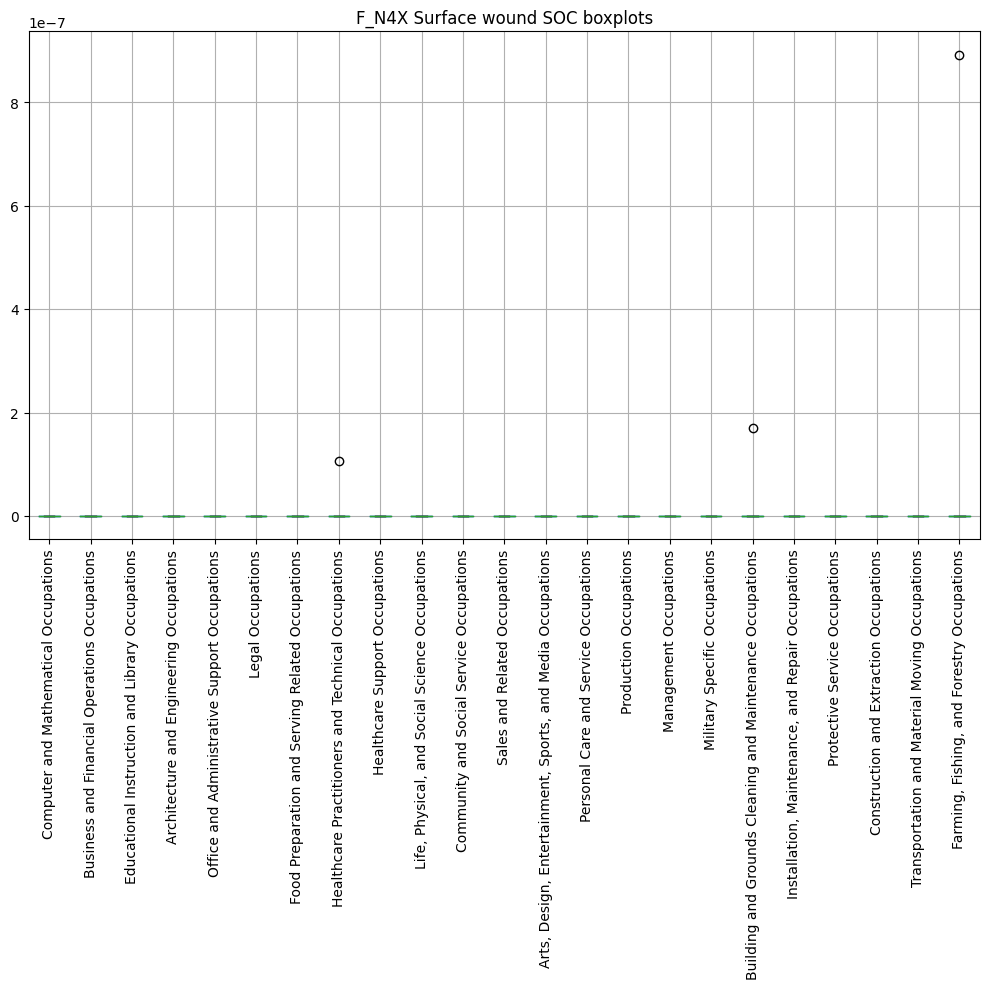 F_N4X Surface wound SOC boxplots
1e−7
8
6
4
2
0
Computer and Mathematical Occupations
Business and Financial Operations Occupations
Educational Instruction and Library Occupations
Architecture and Engineering Occupations
Office and Administrative Support Occupations
Legal Occupations
Food Preparation and Serving Related Occupations
Healthcare Practitioners and Technical Occupations
Healthcare Support Occupations
Life, Physical, and Social Science Occupations
Community and Social Service Occupations
Sales and Related Occupations
Arts, Design, Entertainment, Sports, and Media Occupations
Personal Care and Service Occupations
Production Occupations
Management Occupations
Military Specific Occupations
Building and Grounds Cleaning and Maintenance Occupations
Installation, Maintenance, and Repair Occupations
Protective Service Occupations
Construction and Extraction Occupations
Transportation and Material Moving Occupations
Farming, Fishing, and Forestry Occupations